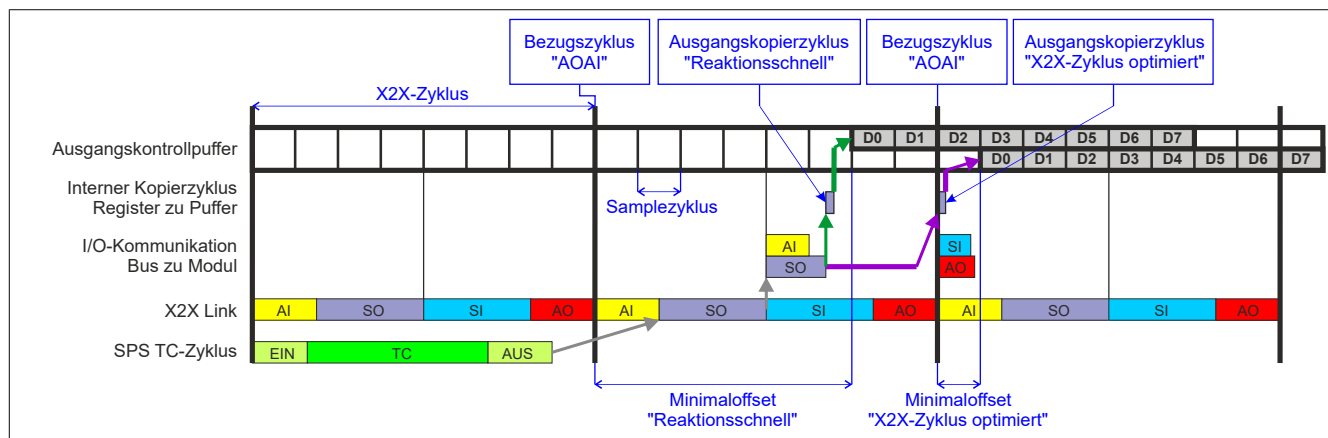 Bezugszyklus
"AOAI"
Ausgangskopierzyklus
"Reaktionsschnell"
Bezugszyklus
"AOAI"
Ausgangskopierzyklus
"X2X-Zyklus optimiert"
X2X-Zyklus
Ausgangskontrollpuffer
D0 D1 D2 D3 D4 D5 D6 D7
D0 D1 D2 D3 D4 D5 D6 D7
Interner Kopierzyklus
Register zu Puffer
Samplezyklus
I/O-Kommunikation
Bus zu Modul
AI SI
SO AO
X2X Link
AI SO SI AO AI SO SI AO AI SO SI AO
SPS TC-Zyklus
EIN TC AUS
Minimaloffset
"Reaktionsschnell"
Minimaloffset
"X2X-Zyklus optimiert"